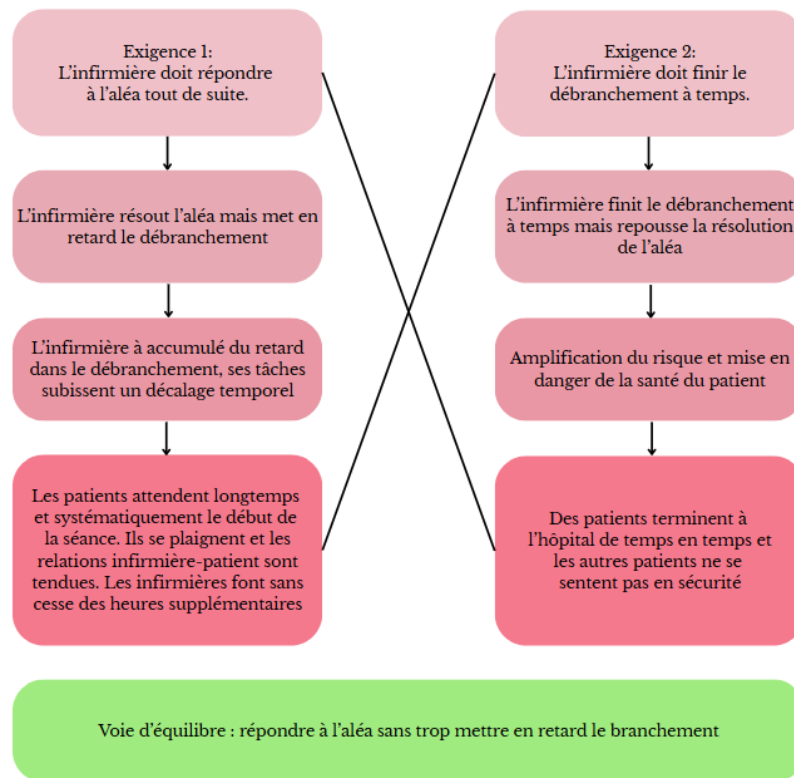 Exigence 1:
L'infirmière doit répondre
à l'aléa tout de suite.
L'infirmière résout l'aléa mais met en
retard le débranchement
L'infirmière à accumulé du retard
dans le débranchement, ses tâches
subissent un décalage temporel
Les patients attendent longtemps
et systématiquement le début de
la séance. Ils se plaignent et les
relations infirmière-patient sont
tendues. Les infirmières font sans
cesse des heures supplémentaires
Exigence 2:
L'infirmière doit finir le
débranchement à temps.
L'infirmière finit le débranchement
à temps mais repousse la résolution
de l'aléa
Amplification du risque et mise en
danger de la santé du patient
Des patients terminent à
l'hôpital de temps en temps et
les autres patients ne se
sentent pas en sécurité
Voie d'équilibre : répondre à l'aléa sans trop mettre en retard le branchement